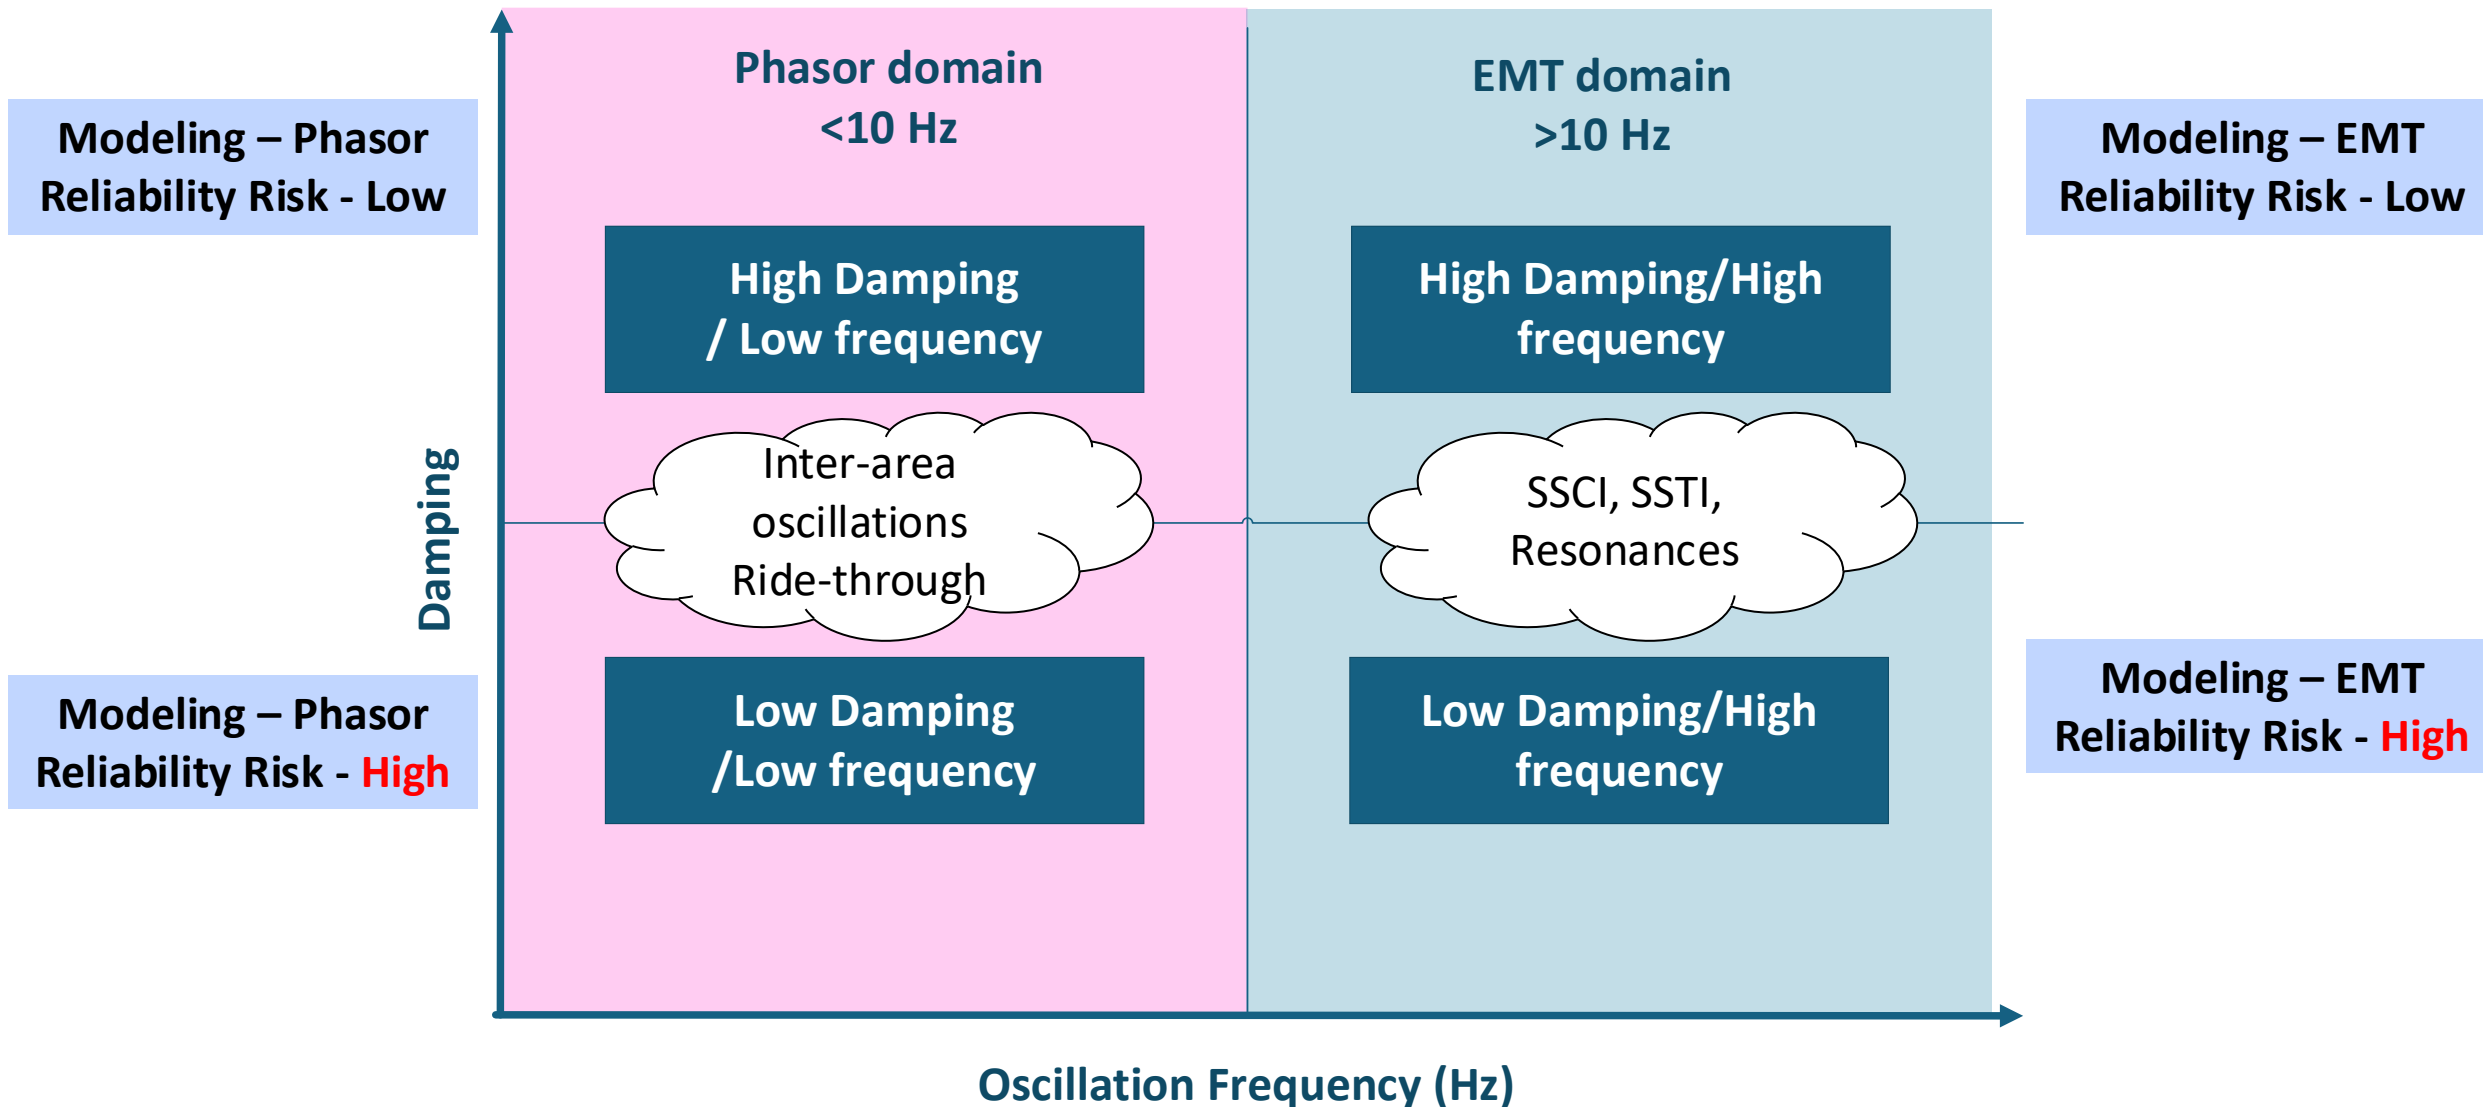 Phasor domain
<10 Hz
EMT domain
>10 Hz
Modeling – Phasor
Reliability Risk - Low
Modeling – EMT
Reliability Risk - Low
High Damping
/ Low frequency
High Damping/High
frequency
Damping
Inter-area
oscillations
Ride-through
SSCI, SSTI,
Resonances
Modeling – Phasor
Reliability Risk - High
Low Damping
/Low frequency
Low Damping/High
frequency
Modeling – EMT
Reliability Risk - High
Oscillation Frequency (Hz)